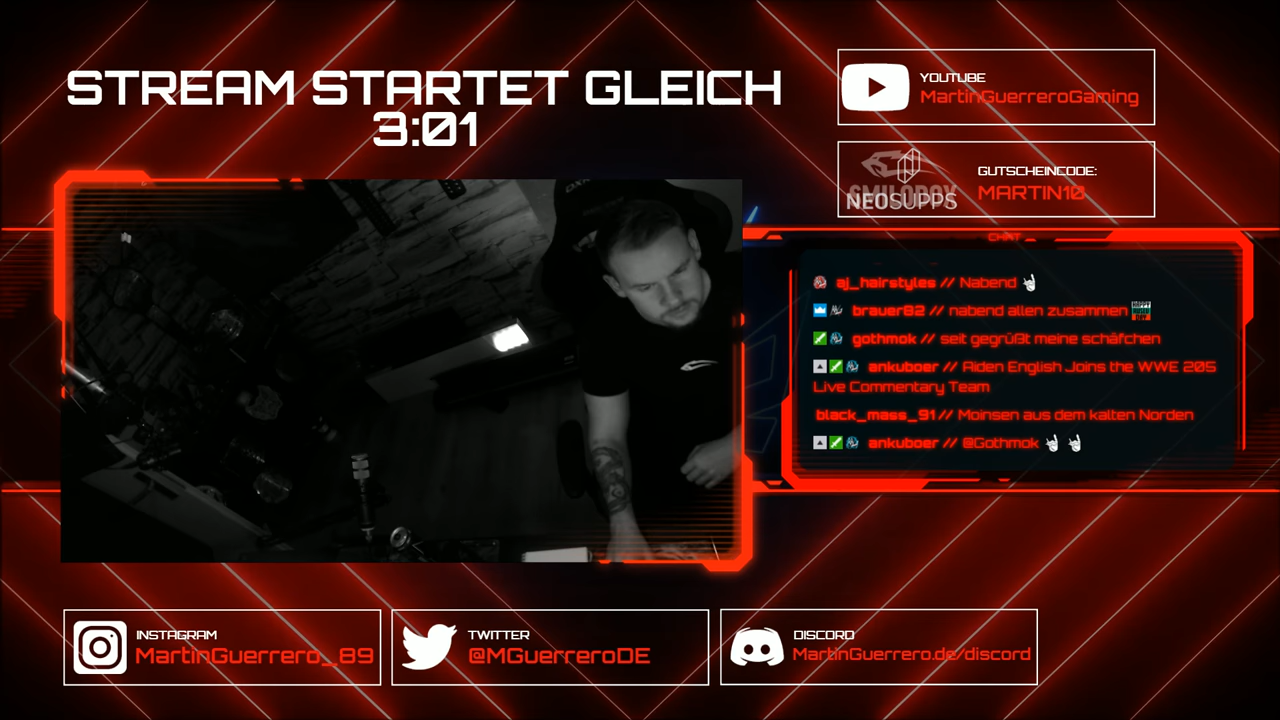 STREAM STARTET GLEICH
3:01
YOUTUBE
MartinGuerreroGaming
SMILODOX
NEOSUPPS
GUTSCHEINCODE:
MARTIN10
CHAT
aj_hairstyles // Nabend
brauer82 // nabend allen zusammen
gothmok // seit gegrüßt meine schäfchen
ankuboer // Aiden English Joins the WWE 205
Live Commentary Team
black_mass_91 // Moinsen aus dem kalten Norden
ankuboer // @Gothmok
INSTAGRAM
MartinGuerrero_89
TWITTER
@MGuerreroDE
DISCORD
MartinGuerrero.de/discord